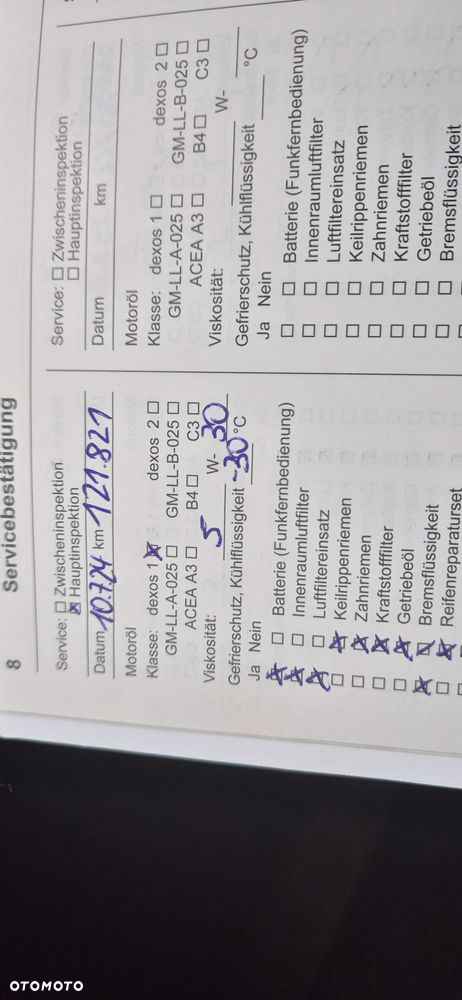 8 Servicebestätigung
Service: ☐ Zwischeninspektion
☒ Hauptinspektion
Datum 10.7.24 km 121.821
Motoröl
Klasse: dexos 1 ☒ dexos 2 ☐
GM-LL-A-025 ☐ GM-LL-B-025 ☐
ACEA A3 ☐ B4 ☐ C3 ☐
Viskosität: 5 W- 30
Gefrierschutz, Kühlflüssigkeit -30 °C
Ja Nein
☒ ☐ Batterie (Funkfernbedienung)
☒ ☐ Innenraumluftfilter
☒ ☐ Luftfiltereinsatz
☐ ☒ Keilrippenriemen
☐ ☒ Zahnriemen
☐ ☒ Kraftstofffilter
☐ ☒ Getriebeöl
☒ ☒ Bremsflüssigkeit
☐ ☒ Reifenreparaturset
Service: ☐ Zwischeninspektion
☐ Hauptinspektion
Datum km
Motoröl
Klasse: dexos 1 ☐ dexos 2 ☐
GM-LL-A-025 ☐ GM-LL-B-025 ☐
ACEA A3 ☐ B4 ☐ C3 ☐
Viskosität: W-
Gefrierschutz, Kühlflüssigkeit °C
Ja Nein
☐ ☐ Batterie (Funkfernbedienung)
☐ ☐ Innenraumluftfilter
☐ ☐ Luftfiltereinsatz
☐ ☐ Keilrippenriemen
☐ ☐ Zahnriemen
☐ ☐ Kraftstofffilter
☐ ☐ Getriebeöl
☐ ☐ Bremsflüssigkeit
OTOMOTO